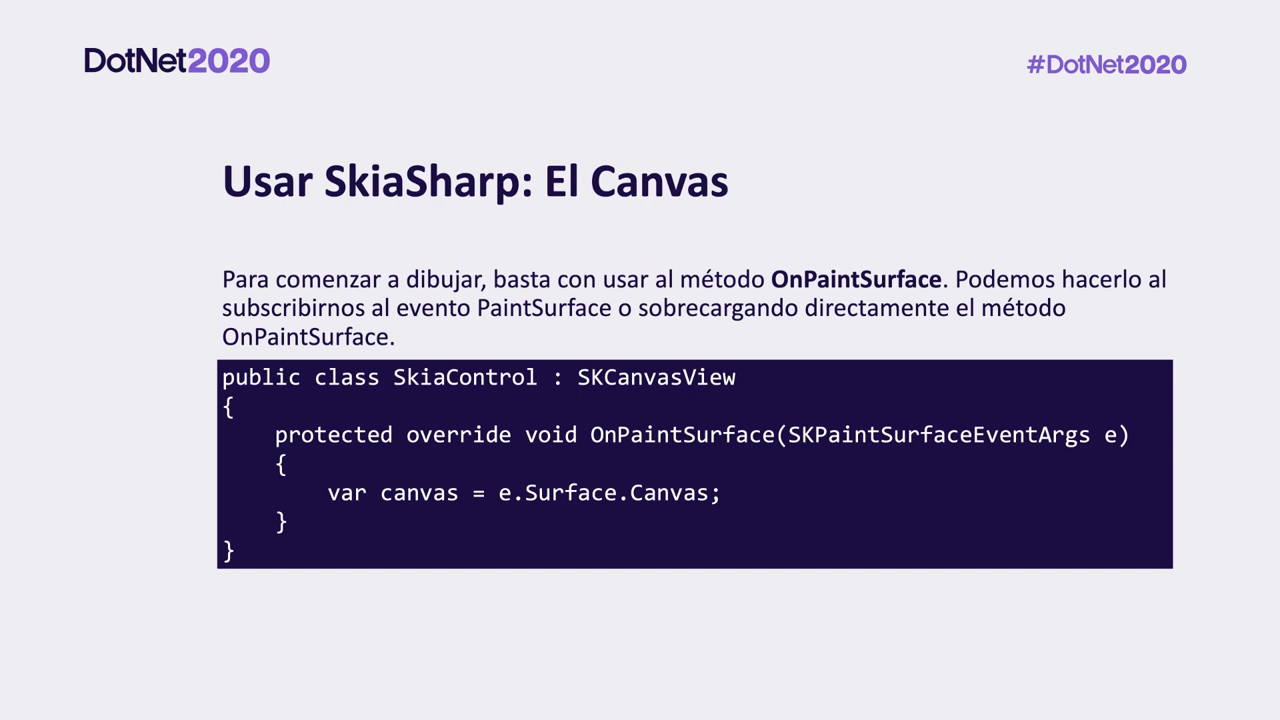 DotNet2020
#DotNet2020
Usar SkiaSharp: El Canvas
Para comenzar a dibujar, basta con usar al método OnPaintSurface. Podemos hacerlo al
subscribirnos al evento PaintSurface o sobrecargando directamente el método
OnPaintSurface.
public class SkiaControl : SKCanvasView
{
    protected override void OnPaintSurface(SKPaintSurfaceEventArgs e)
    {
        var canvas = e.Surface.Canvas;
    }
}